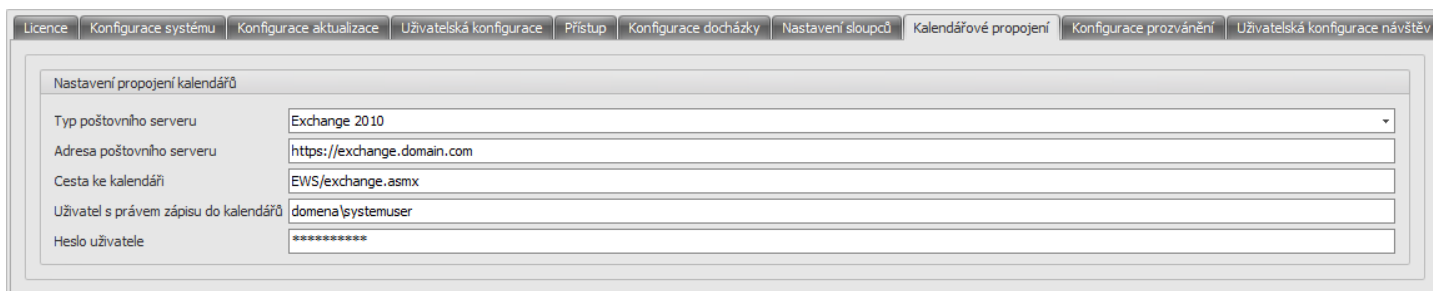 Licence Konfigurace systému Konfigurace aktualizace Uživatelská konfigurace Přístup Konfigurace docházky Nastavení sloupců Kalendářové propojení Konfigurace prozvánění Uživatelská konfigurace návštěv
Nastavení propojení kalendářů
Typ poštovního serveru Exchange 2010
Adresa poštovního serveru https://exchange.domain.com
Cesta ke kalendáři EWS/exchange.asmx
Uživatel s právem zápisu do kalendářů domena\systemuser
Heslo uživatele **********